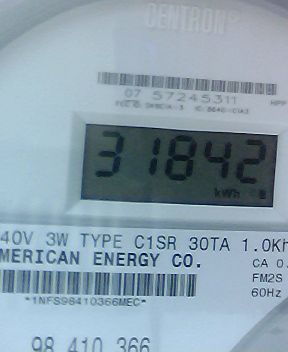 CENTRON®
07 57245311
HPP
31842
kWh
40V 3W TYPE C1SR 30TA 1.0Kh
MERICAN ENERGY CO.
CA 0.
FM2S
*1NFS98410366MEC*
60Hz
98 410 366